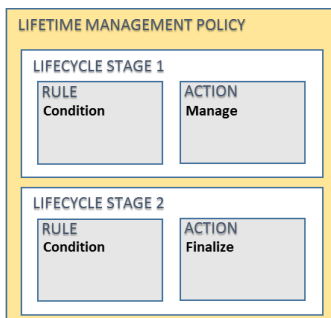 LIFETIME MANAGEMENT POLICY
LIFECYCLE STAGE 1
RULE
Condition
ACTION
Manage
LIFECYCLE STAGE 2
RULE
Condition
ACTION
Finalize